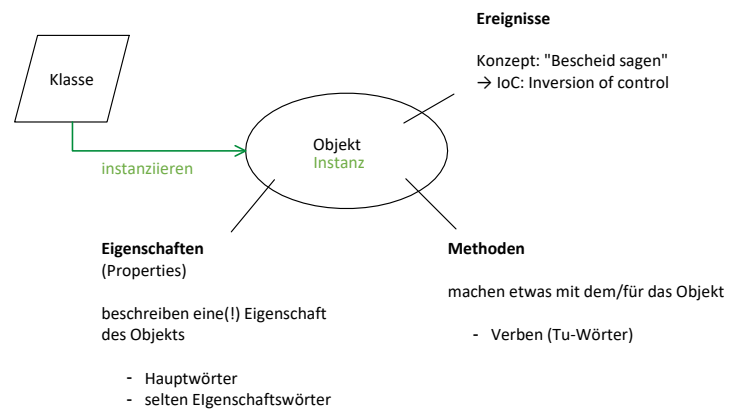 Ereignisse
Konzept: "Bescheid sagen"
→ IoC: Inversion of control
Klasse
Objekt
Instanz
instanziieren
Eigenschaften
(Properties)
beschreiben eine(!) Eigenschaft
des Objekts
- Hauptwörter
- selten EIgenschaftswörter
Methoden
machen etwas mit dem/für das Objekt
- Verben (Tu-Wörter)